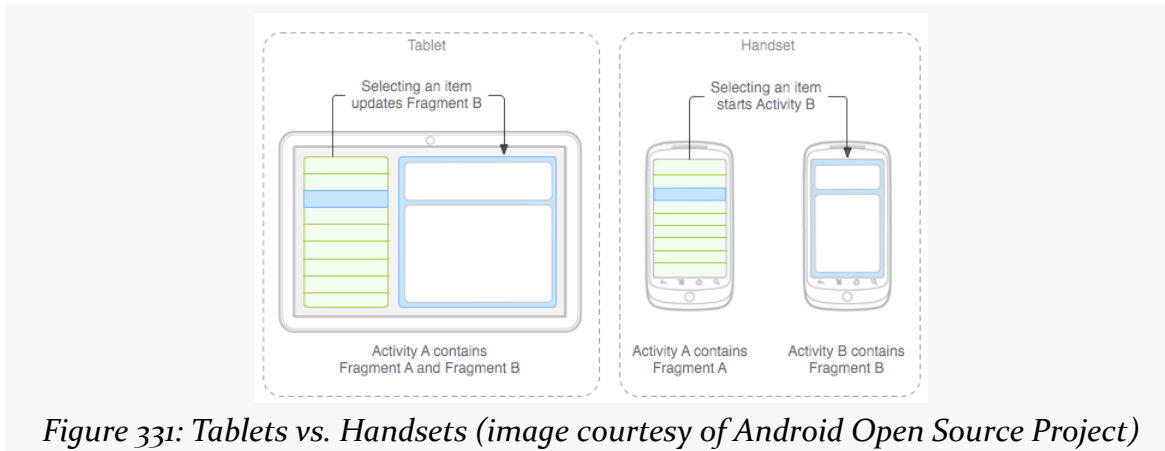 Tablet
Selecting an item
updates Fragment B
Activity A contains
Fragment A and Fragment B
Handset
Selecting an item
starts Activity B
Activity A contains
Fragment A
Activity B contains
Fragment B
Figure 331: Tablets vs. Handsets (image courtesy of Android Open Source Project)